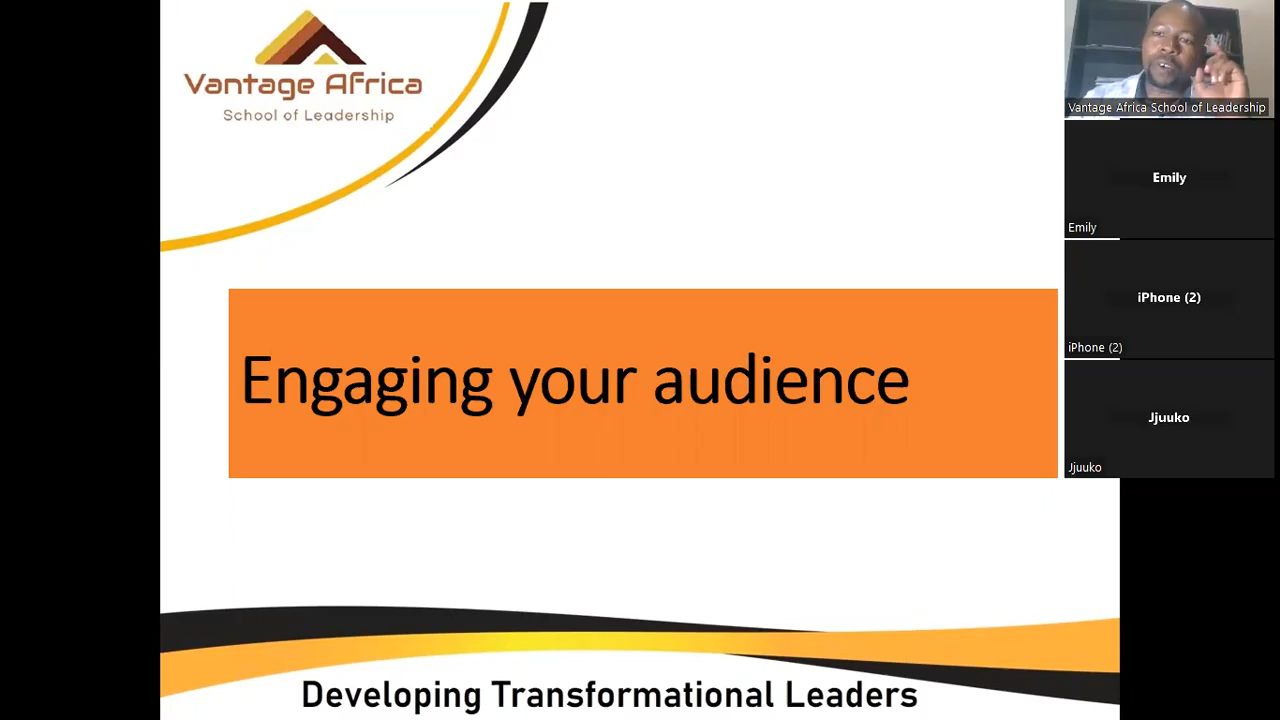 Vantage Africa
School of Leadership
Engaging your audience
Developing Transformational Leaders
Vantage Africa School of Leadership
Emily
Emily
iPhone (2)
iPhone (2)
Jjuuko
Jjuuko